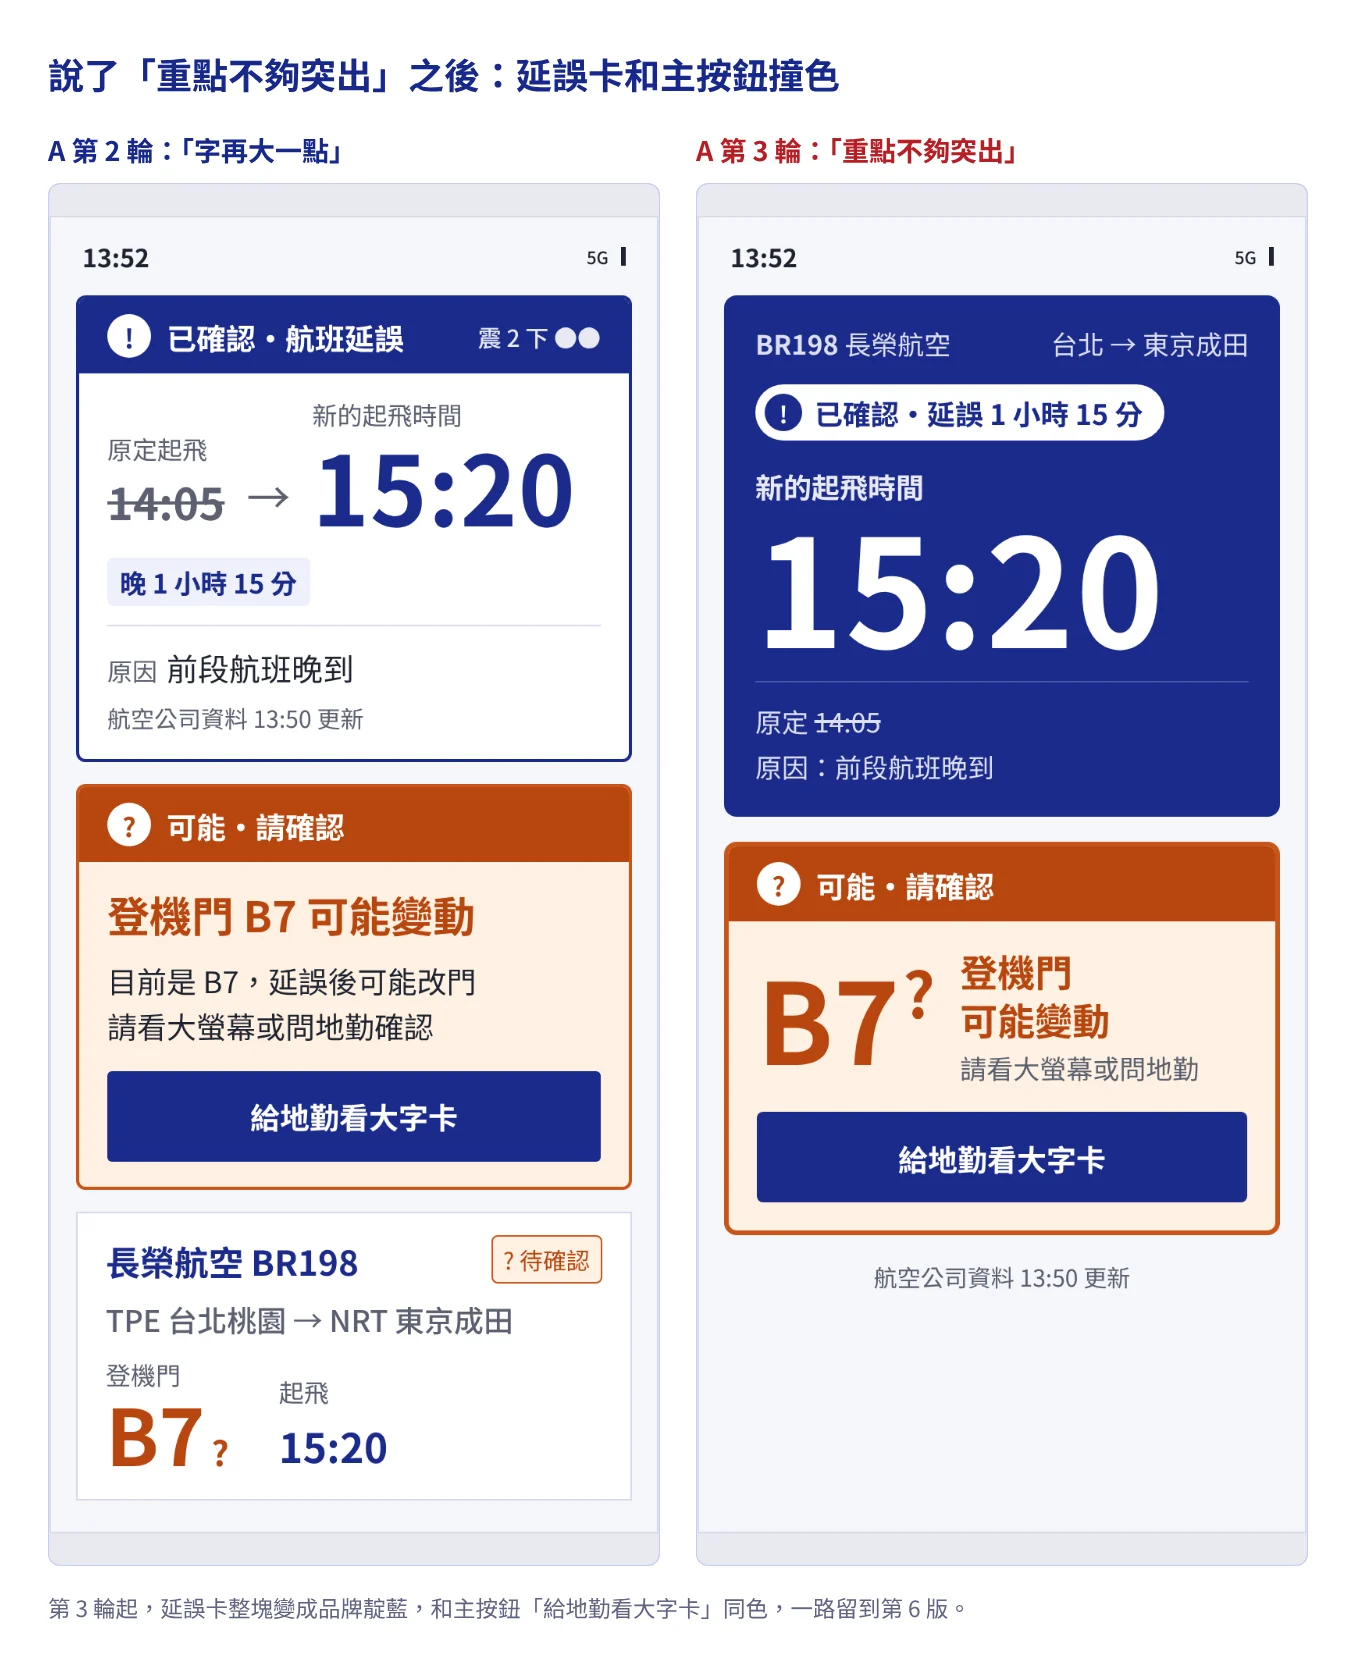 說了「重點不夠突出」之後：延誤卡和主按鈕撞色
A 第 2 輪：「字再大一點」
13:52
5G
! 已確認・航班延誤
震 2 下
新的起飛時間
原定起飛
14:05 → 15:20
晚 1 小時 15 分
原因 前段航班晚到
航空公司資料 13:50 更新
? 可能・請確認
登機門 B7 可能變動
目前是 B7，延誤後可能改門
請看大螢幕或問地勤確認
給地勤看大字卡
長榮航空 BR198
? 待確認
TPE 台北桃園 → NRT 東京成田
登機門
起飛
B7 ?
15:20
A 第 3 輪：「重點不夠突出」
13:52
5G
BR198 長榮航空
台北 → 東京成田
! 已確認・延誤 1 小時 15 分
新的起飛時間
15:20
原定 14:05
原因：前段航班晚到
? 可能・請確認
B7?
登機門
可能變動
請看大螢幕或問地勤
給地勤看大字卡
航空公司資料 13:50 更新
第 3 輪起，延誤卡整塊變成品牌靛藍，和主按鈕「給地勤看大字卡」同色，一路留到第 6 版。